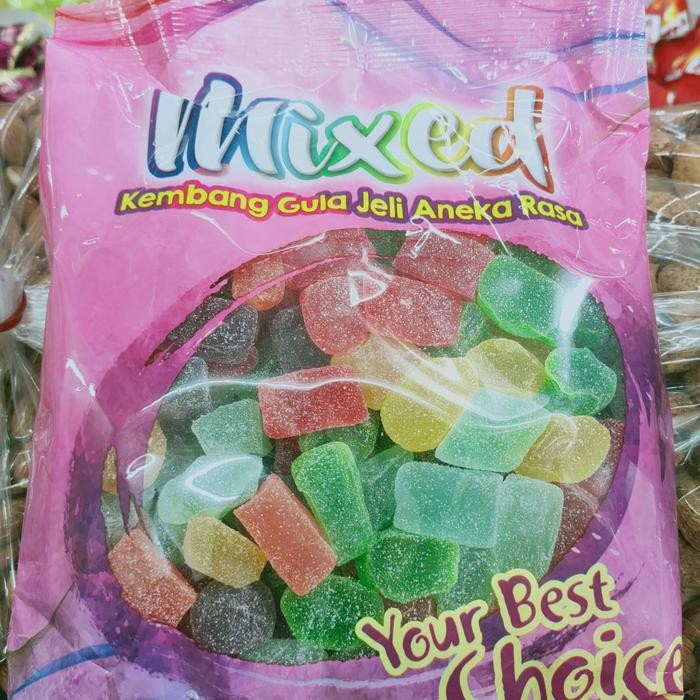 Mixed
Kembang Gula Jeli Aneka Rasa
Your Best
Choice